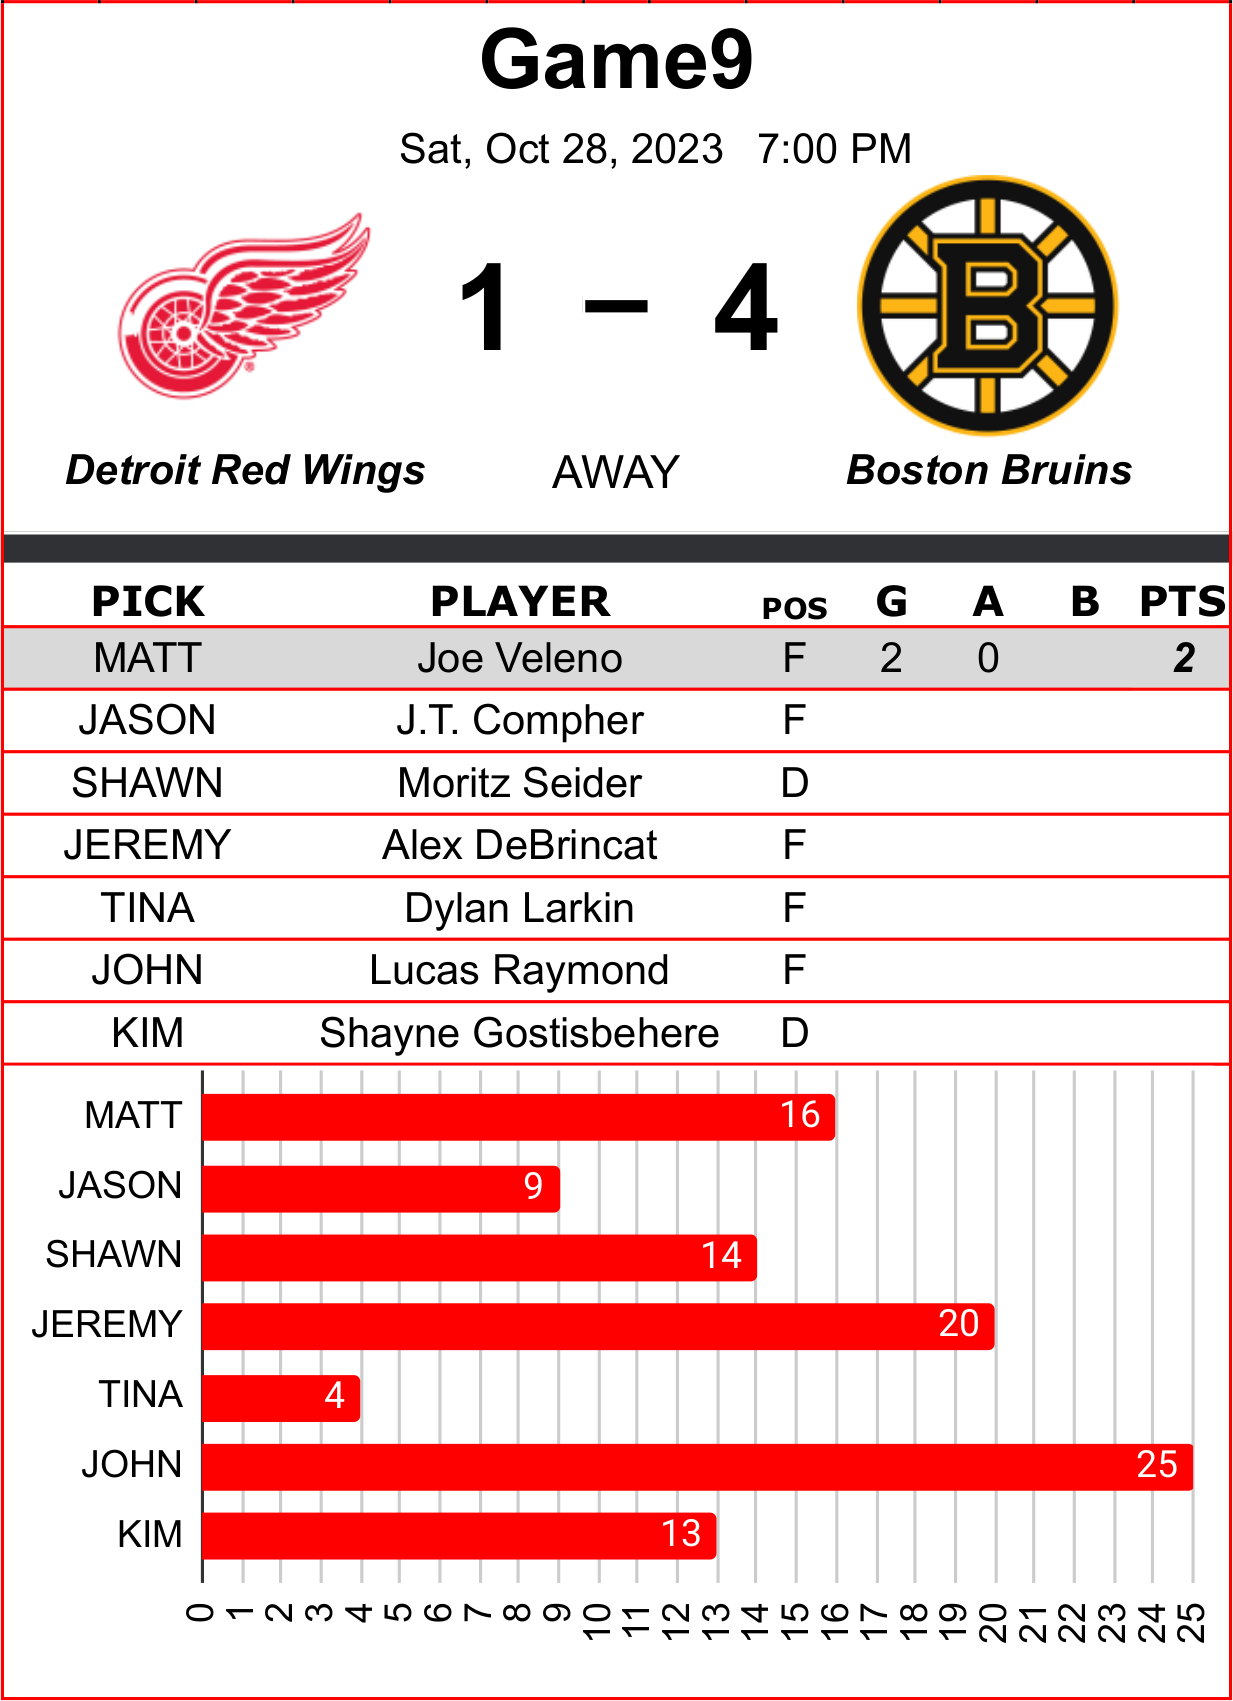 Game9
Sat, Oct 28, 2023 7:00 PM
1 – 4
B
Detroit Red Wings AWAY Boston Bruins
PICK PLAYER POS G A B PTS
MATT Joe Veleno F 2 0 2
JASON J.T. Compher F
SHAWN Moritz Seider D
JEREMY Alex DeBrincat F
TINA Dylan Larkin F
JOHN Lucas Raymond F
KIM Shayne Gostisbehere D
MATT 16
JASON 9
SHAWN 14
JEREMY 20
TINA 4
JOHN 25
KIM 13
0 1 2 3 4 5 6 7 8 9 10 11 12 13 14 15 16 17 18 19 20 21 22 23 24 25